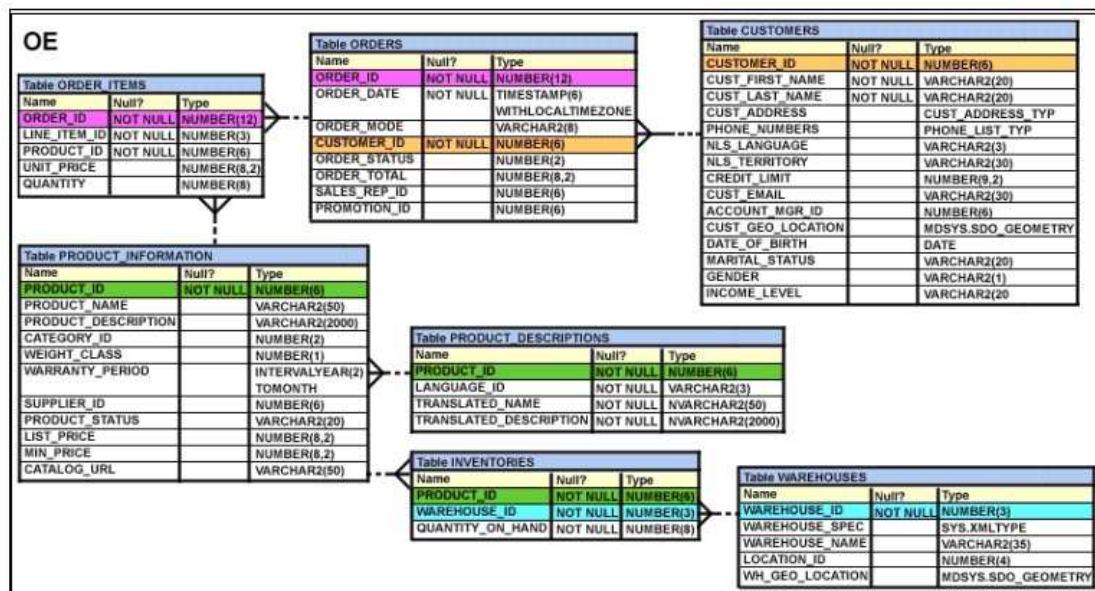 OE
Table ORDER_ITEMS
Name Null? Type
ORDER_ID NOT NULL NUMBER(12)
LINE_ITEM_ID NOT NULL NUMBER(3)
PRODUCT_ID NOT NULL NUMBER(6)
UNIT_PRICE NUMBER(8,2)
QUANTITY NUMBER(8)
Table ORDERS
Name Null? Type
ORDER_ID NOT NULL NUMBER(12)
ORDER_DATE NOT NULL TIMESTAMP(6)
WITHLOCALTIMEZONE
ORDER_MODE VARCHAR2(8)
CUSTOMER_ID NOT NULL NUMBER(6)
ORDER_STATUS NUMBER(2)
ORDER_TOTAL NUMBER(8,2)
SALES_REP_ID NUMBER(6)
PROMOTION_ID NUMBER(6)
Table CUSTOMERS
Name Null? Type
CUSTOMER_ID NOT NULL NUMBER(6)
CUST_FIRST_NAME NOT NULL VARCHAR2(20)
CUST_LAST_NAME NOT NULL VARCHAR2(20)
CUST_ADDRESS CUST_ADDRESS_TYP
PHONE_NUMBERS PHONE_LIST_TYP
NLS_LANGUAGE VARCHAR2(3)
NLS_TERRITORY VARCHAR2(30)
CREDIT_LIMIT NUMBER(9,2)
CUST_EMAIL VARCHAR2(30)
ACCOUNT_MGR_ID NUMBER(6)
CUST_GEO_LOCATION MDSYS.SDO_GEOMETRY
DATE_OF_BIRTH DATE
MARITAL_STATUS VARCHAR2(20)
GENDER VARCHAR2(1)
INCOME_LEVEL VARCHAR2(20
Table PRODUCT_INFORMATION
Name Null? Type
PRODUCT_ID NOT NULL NUMBER(6)
PRODUCT_NAME VARCHAR2(50)
PRODUCT_DESCRIPTION VARCHAR2(2000)
CATEGORY_ID NUMBER(2)
WEIGHT_CLASS NUMBER(1)
WARRANTY_PERIOD INTERVALYEAR(2)
TOMONTH
SUPPLIER_ID NUMBER(6)
PRODUCT_STATUS VARCHAR2(20)
LIST_PRICE NUMBER(8,2)
MIN_PRICE NUMBER(8,2)
CATALOG_URL VARCHAR2(50)
Table PRODUCT_DESCRIPTIONS
Name Null? Type
PRODUCT_ID NOT NULL NUMBER(6)
LANGUAGE_ID NOT NULL VARCHAR2(3)
TRANSLATED_NAME NOT NULL NVARCHAR2(50)
TRANSLATED_DESCRIPTION NOT NULL NVARCHAR2(2000)
Table INVENTORIES
Name Null? Type
PRODUCT_ID NOT NULL NUMBER(6)
WAREHOUSE_ID NOT NULL NUMBER(3)
QUANTITY_ON_HAND NOT NULL NUMBER(8)
Table WAREHOUSES
Name Null? Type
WAREHOUSE_ID NOT NULL NUMBER(3)
WAREHOUSE_SPEC SYS.XMLTYPE
WAREHOUSE_NAME VARCHAR2(35)
LOCATION_ID NUMBER(4)
WH_GEO_LOCATION MDSYS.SDO_GEOMETRY